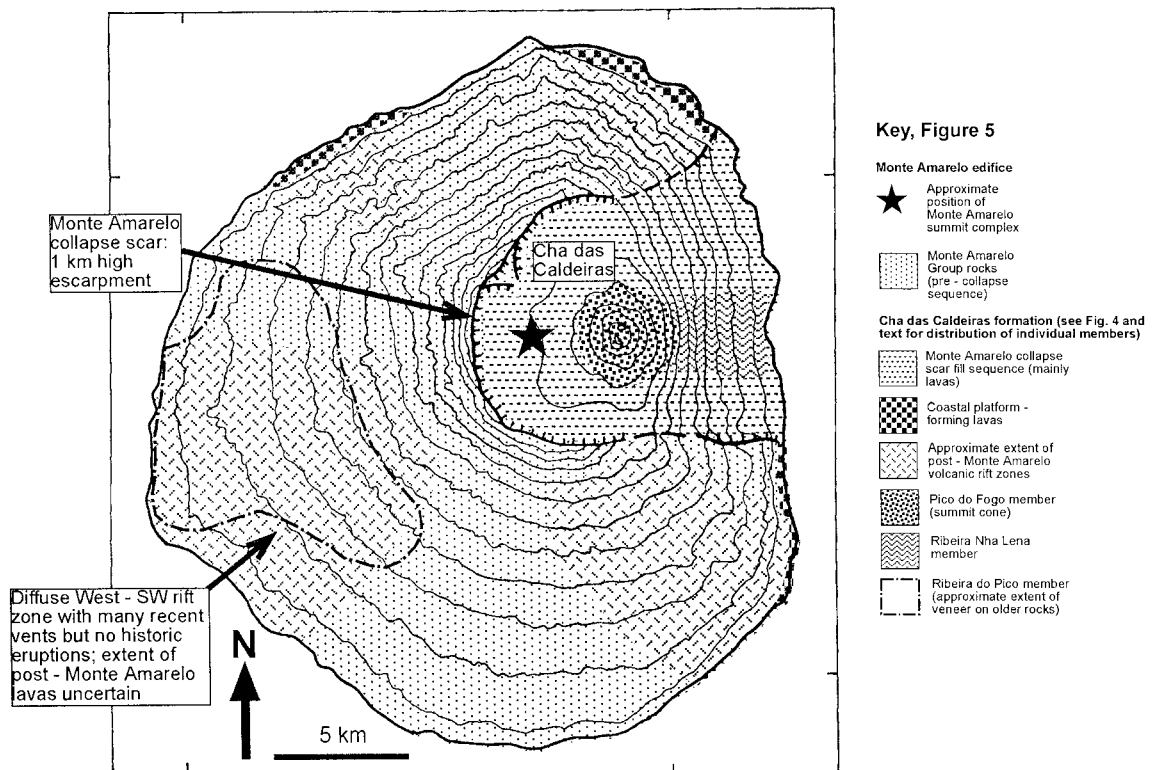 Monte Amarelo
collapse scar:
1 km high
escarpment
Cha das
Caldeiras
Diffuse West - SW rift
zone with many recent
vents but no historic
eruptions; extent of
post - Monte Amarelo
lavas uncertain
N
5 km
Key, Figure 5
Monte Amarelo edifice
Approximate
position of
Monte Amarelo
summit complex
Monte Amarelo
Group rocks
(pre - collapse
sequence)
Cha das Caldeiras formation (see Fig. 4 and
text for distribution of individual members)
Monte Amarelo collapse
scar fill sequence (mainly
lavas)
Coastal platform -
forming lavas
Approximate extent of
post - Monte Amarelo
volcanic rift zones
Pico do Fogo member
(summit cone)
Ribeira Nha Lena
member
Ribeira do Pico member
(approximate extent of
veneer on older rocks)